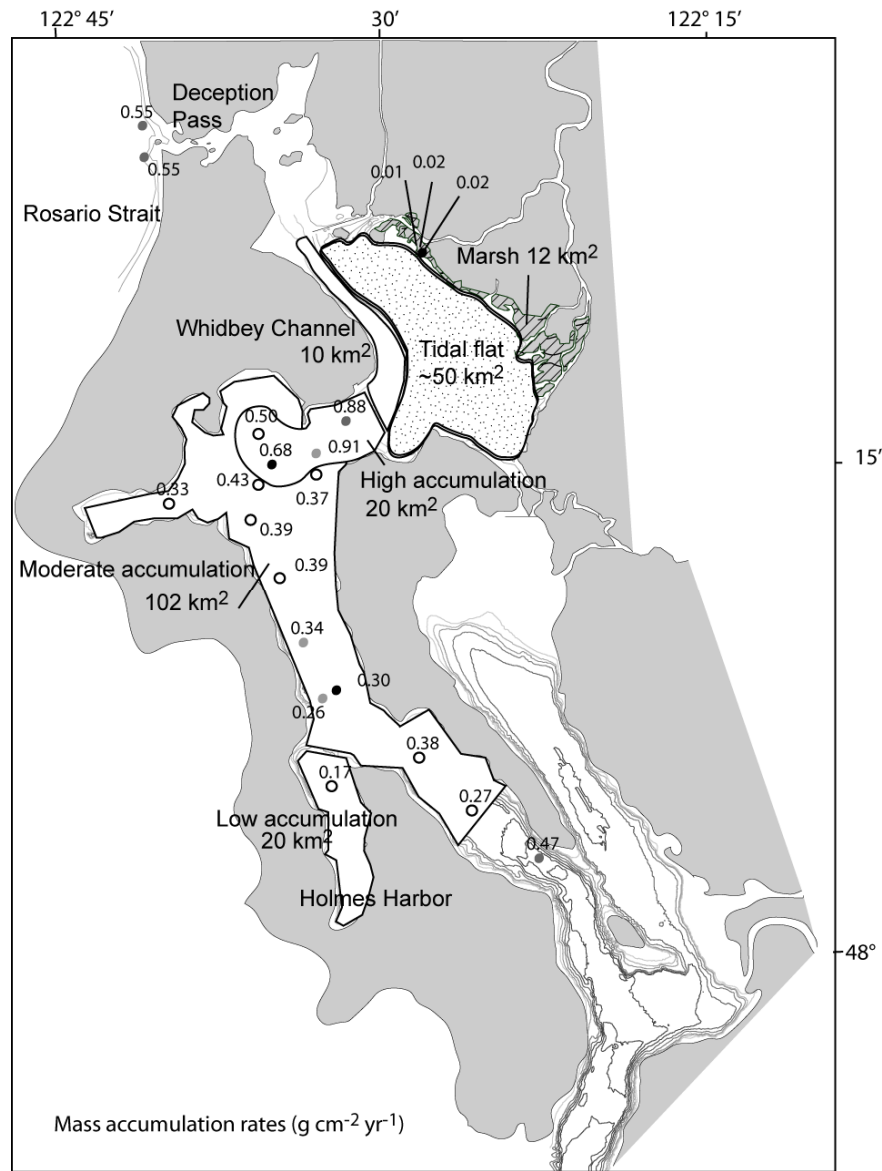 122° 45′
30′
122° 15′
Deception
Pass
0.55
0.55
0.01
0.02
0.02
Rosario Strait
Marsh 12 km2
Whidbey Channel
10 km2
Tidal flat
~50 km2
0.88
0.50
0.68
0.91
15′
0.43
0.37
High accumulation
20 km2
0.33
0.39
Moderate accumulation
102 km2
0.39
0.34
0.30
0.26
0.38
0.17
0.27
Low accumulation
20 km2
0.47
Holmes Harbor
48°
Mass accumulation rates (g cm-2 yr-1)